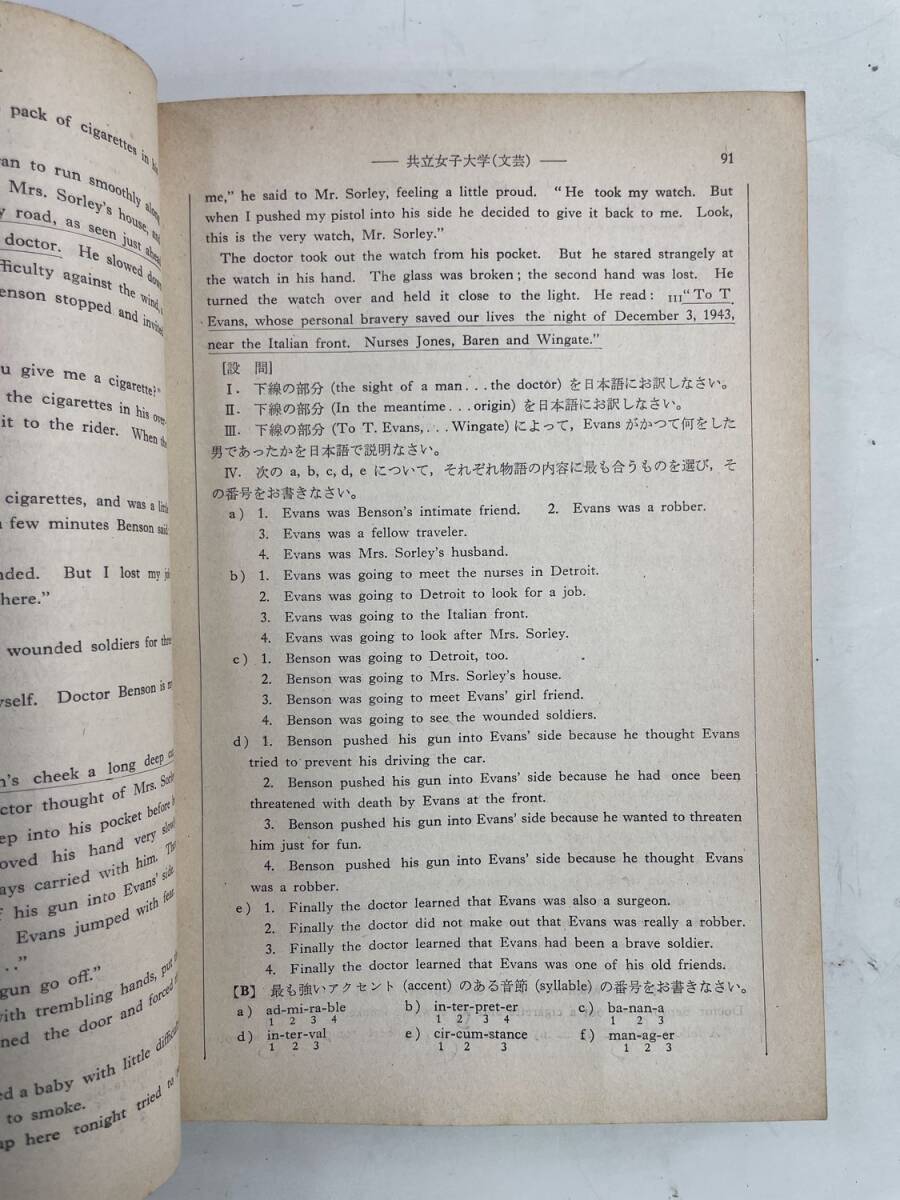 pack of cigarettes in his
an to run smoothly along
Mrs. Sorley's house, and
y road, as seen just ahead
doctor. He slowed down
fficulty against the wind,
enson stopped and invited
u give me a cigarette?"
the cigarettes in his over-
it to the rider. When the
cigarettes, and was a little
a few minutes Benson said
nded. But I lost my job
here."
wounded soldiers for three
yself. Doctor Benson is my
n's cheek a long deep cut
ctor thought of Mrs. Sorley
ep into his pocket before he
oved his hand very slowly
ays carried with him. Then
f his gun into Evans' side.
Evans jumped with fear
.."
gun go off."
with trembling hands, put the
ned the door and forced
ed a baby with little difficulty
to smoke.
up here tonight tried to
— 共立女子大学(文芸) — 91
me," he said to Mr. Sorley, feeling a little proud. "He took my watch. But
when I pushed my pistol into his side he decided to give it back to me. Look,
this is the very watch, Mr. Sorley."
The doctor took out the watch from his pocket. But he stared strangely at
the watch in his hand. The glass was broken; the second hand was lost. He
turned the watch over and held it close to the light. He read: III"To T.
Evans, whose personal bravery saved our lives the night of December 3, 1943,
near the Italian front. Nurses Jones, Baren and Wingate."
[設 問]
I. 下線の部分 (the sight of a man...the doctor) を日本語にお訳しなさい。
II. 下線の部分 (In the meantime...origin) を日本語にお訳しなさい。
III. 下線の部分 (To T. Evans,...Wingate) によって, Evans がかつて何をした
男であったかを日本語で説明なさい。
IV. 次の a, b, c, d, e について, それぞれ物語の内容に最も合うものを選び, そ
の番号をお書きなさい。
a) 1. Evans was Benson's intimate friend. 2. Evans was a robber.
3. Evans was a fellow traveler.
4. Evans was Mrs. Sorley's husband.
b) 1. Evans was going to meet the nurses in Detroit.
2. Evans was going to Detroit to look for a job.
3. Evans was going to the Italian front.
4. Evans was going to look after Mrs. Sorley.
c) 1. Benson was going to Detroit, too.
2. Benson was going to Mrs. Sorley's house.
3. Benson was going to meet Evans' girl friend.
4. Benson was going to see the wounded soldiers.
d) 1. Benson pushed his gun into Evans' side because he thought Evans
tried to prevent his driving the car.
2. Benson pushed his gun into Evans' side because he had once been
threatened with death by Evans at the front.
3. Benson pushed his gun into Evans' side because he wanted to threaten
him just for fun.
4. Benson pushed his gun into Evans' side because he thought Evans
was a robber.
e) 1. Finally the doctor learned that Evans was also a surgeon.
2. Finally the doctor did not make out that Evans was really a robber.
3. Finally the doctor learned that Evans had been a brave soldier.
4. Finally the doctor learned that Evans was one of his old friends.
【B】 最も強いアクセント (accent) のある音節 (syllable) の番号をお書きなさい。
a) ad-mi-ra-ble b) in-ter-pret-er c) ba-nan-a
1 2 3 4 1 2 3 4 1 2 3
d) in-ter-val e) cir-cum-stance f) man-ag-er
1 2 3 1 2 3 1 2 3